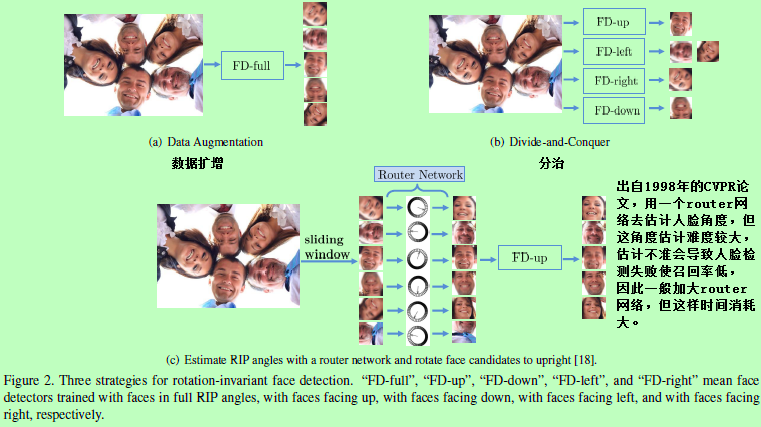 FD-full
FD-up
FD-left
FD-right
FD-down
(a) Data Augmentation
(b) Divide-and-Conquer
数据扩增
分治
Router Network
sliding
window
FD-up
出自1998年的CVPR论
文，用一个router网
络去估计人脸角度，但
这角度估计难度较大，
估计不准会导致人脸检
测失败使召回率低，
因此一般加大router
网络，但这样时间消耗
大。
(c) Estimate RIP angles with a router network and rotate face candidates to upright [18].
Figure 2. Three strategies for rotation-invariant face detection. “FD-full”, “FD-up”, “FD-down”, “FD-left”, and “FD-right” mean face
detectors trained with faces in full RIP angles, with faces facing up, with faces facing down, with faces facing left, and with faces facing
right, respectively.